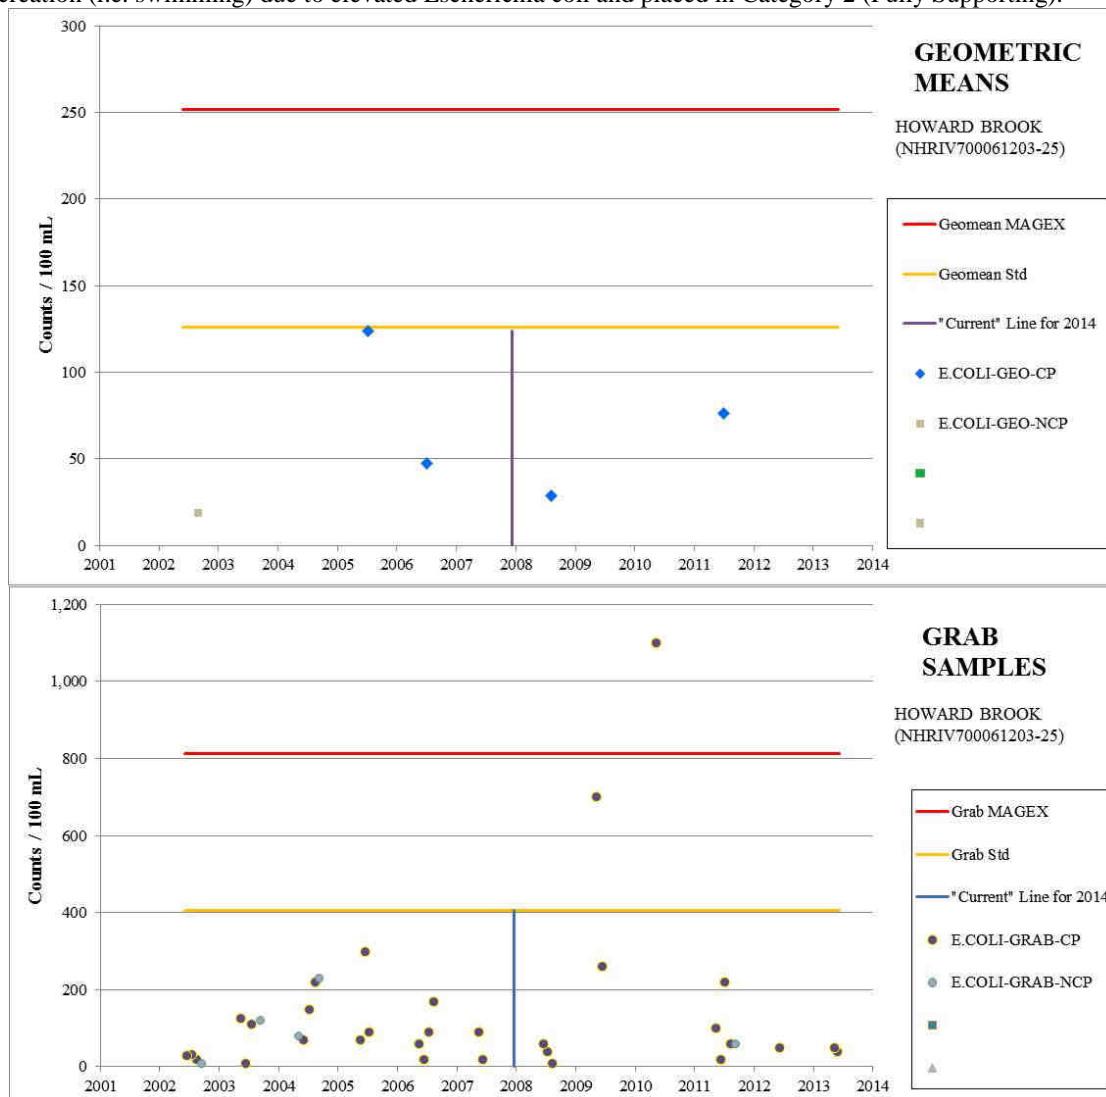 creation (i.e. swimming) due to elevated Escherichia coli and placed in Category 2 (Fully Supporting).
300
250
200
150
100
50
0
Counts / 100 mL
2001 2002 2003 2004 2005 2006 2007 2008 2009 2010 2011 2012 2013 2014
GEOMETRIC
MEANS
HOWARD BROOK
(NHRIV700061203-25)
Geomean MAGEX
Geomean Std
"Current" Line for 2014
E.COLI-GEO-CP
E.COLI-GEO-NCP
1,200
1,000
800
600
400
200
0
Counts / 100 mL
2001 2002 2003 2004 2005 2006 2007 2008 2009 2010 2011 2012 2013 2014
GRAB
SAMPLES
HOWARD BROOK
(NHRIV700061203-25)
Grab MAGEX
Grab Std
"Current" Line for 2014
E.COLI-GRAB-CP
E.COLI-GRAB-NCP